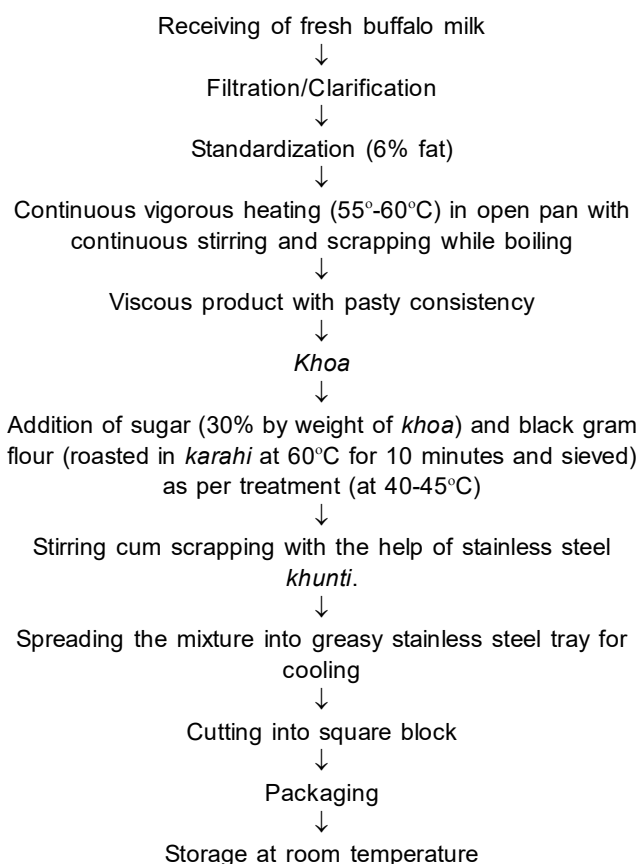 Receiving of fresh buffalo milk
↓
Filtration/Clarification
↓
Standardization (6% fat)
↓
Continuous vigorous heating (55°-60°C) in open pan with
continuous stirring and scrapping while boiling
↓
Viscous product with pasty consistency
↓
Khoa
↓
Addition of sugar (30% by weight of khoa) and black gram
flour (roasted in karahi at 60°C for 10 minutes and sieved)
as per treatment (at 40-45°C)
↓
Stirring cum scrapping with the help of stainless steel
khunti.
↓
Spreading the mixture into greasy stainless steel tray for
cooling
↓
Cutting into square block
↓
Packaging
↓
Storage at room temperature